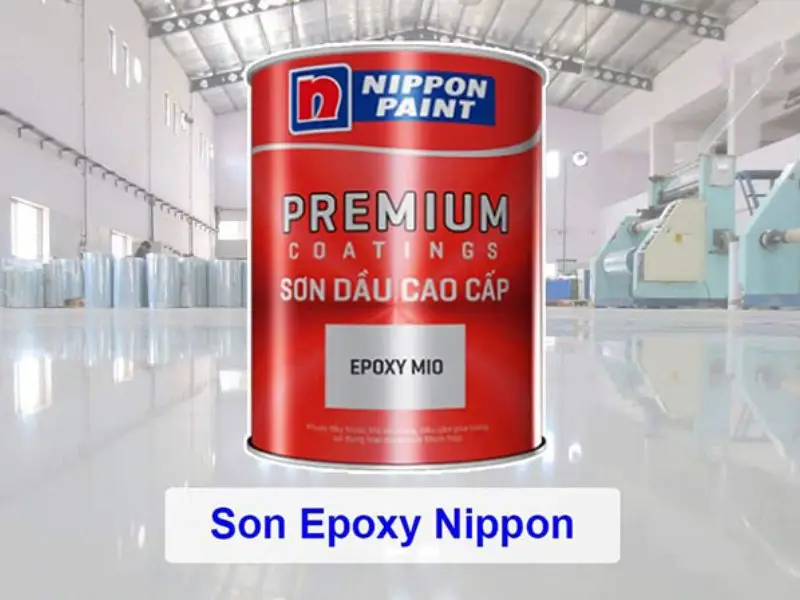 n
NIPPON
PAINT
PREMIUM
COATINGS
SƠN DẦU CAO CẤP
EPOXY MIO
Son Epoxy Nippon